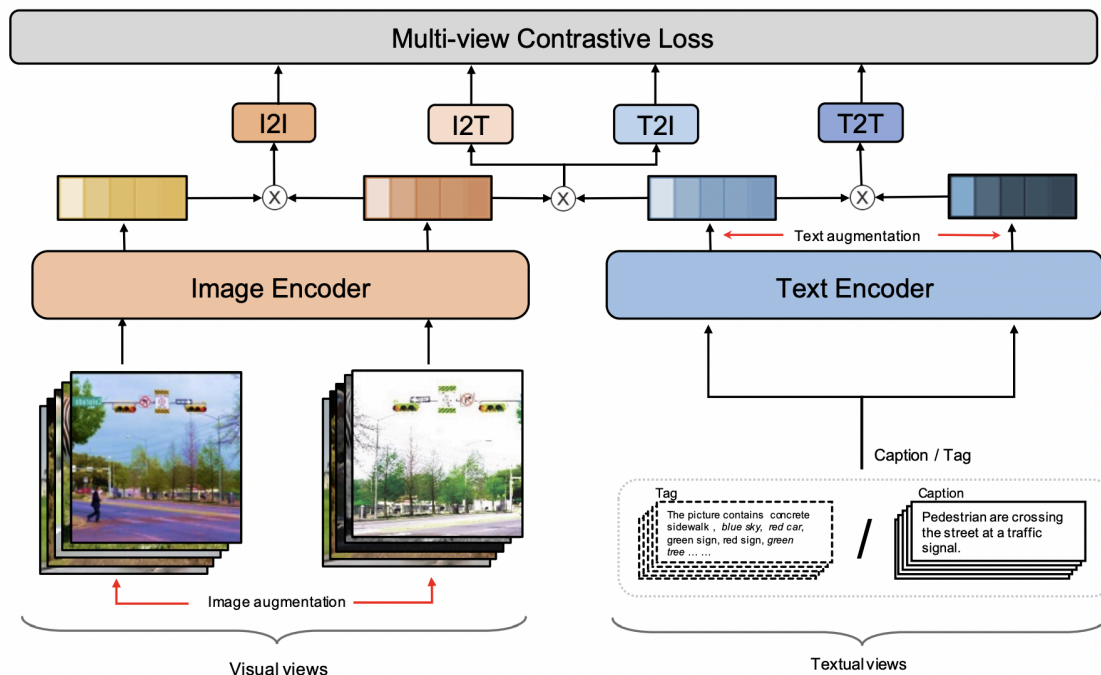 Multi-view Contrastive Loss
I2I
I2T
T2I
T2T
X
X
X
Text augmentation
Image Encoder
Text Encoder
Caption / Tag
Tag
The picture contains concrete
sidewalk , blue sky, red car,
green sign, red sign, green
tree ... ...
/
Caption
Pedestrian are crossing
the street at a traffic
signal.
Image augmentation
Visual views
Textual views